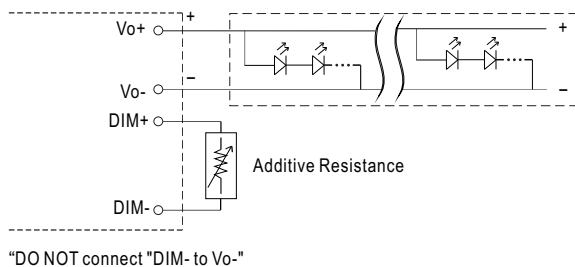 Vo+
+
+
−
Vo-
−
DIM+
Additive Resistance
DIM-
“DO NOT connect "DIM- to Vo-"